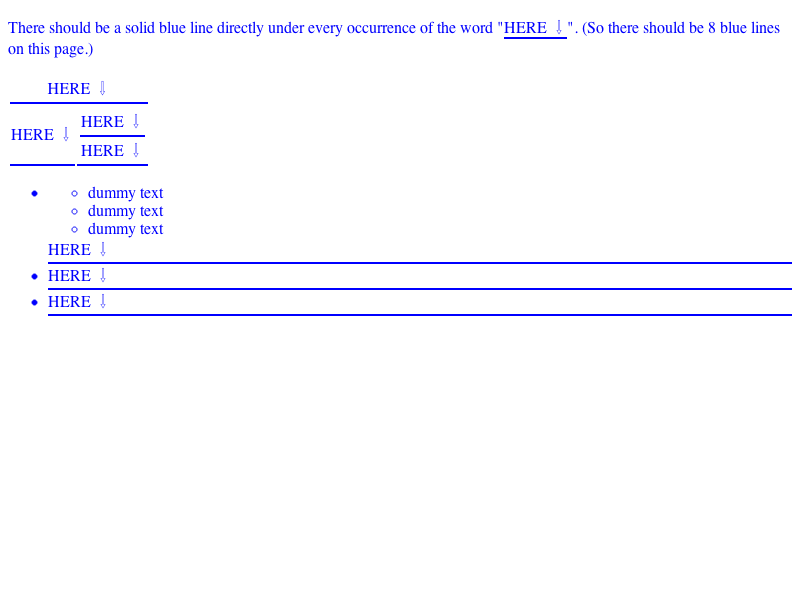 There should be a solid blue line directly under every occurrence of the word "HERE ⇩". (So there should be 8 blue lines
on this page.)
HERE ⇩
HERE ⇩
HERE ⇩
HERE ⇩
dummy text
dummy text
dummy text
HERE ⇩
HERE ⇩
HERE ⇩